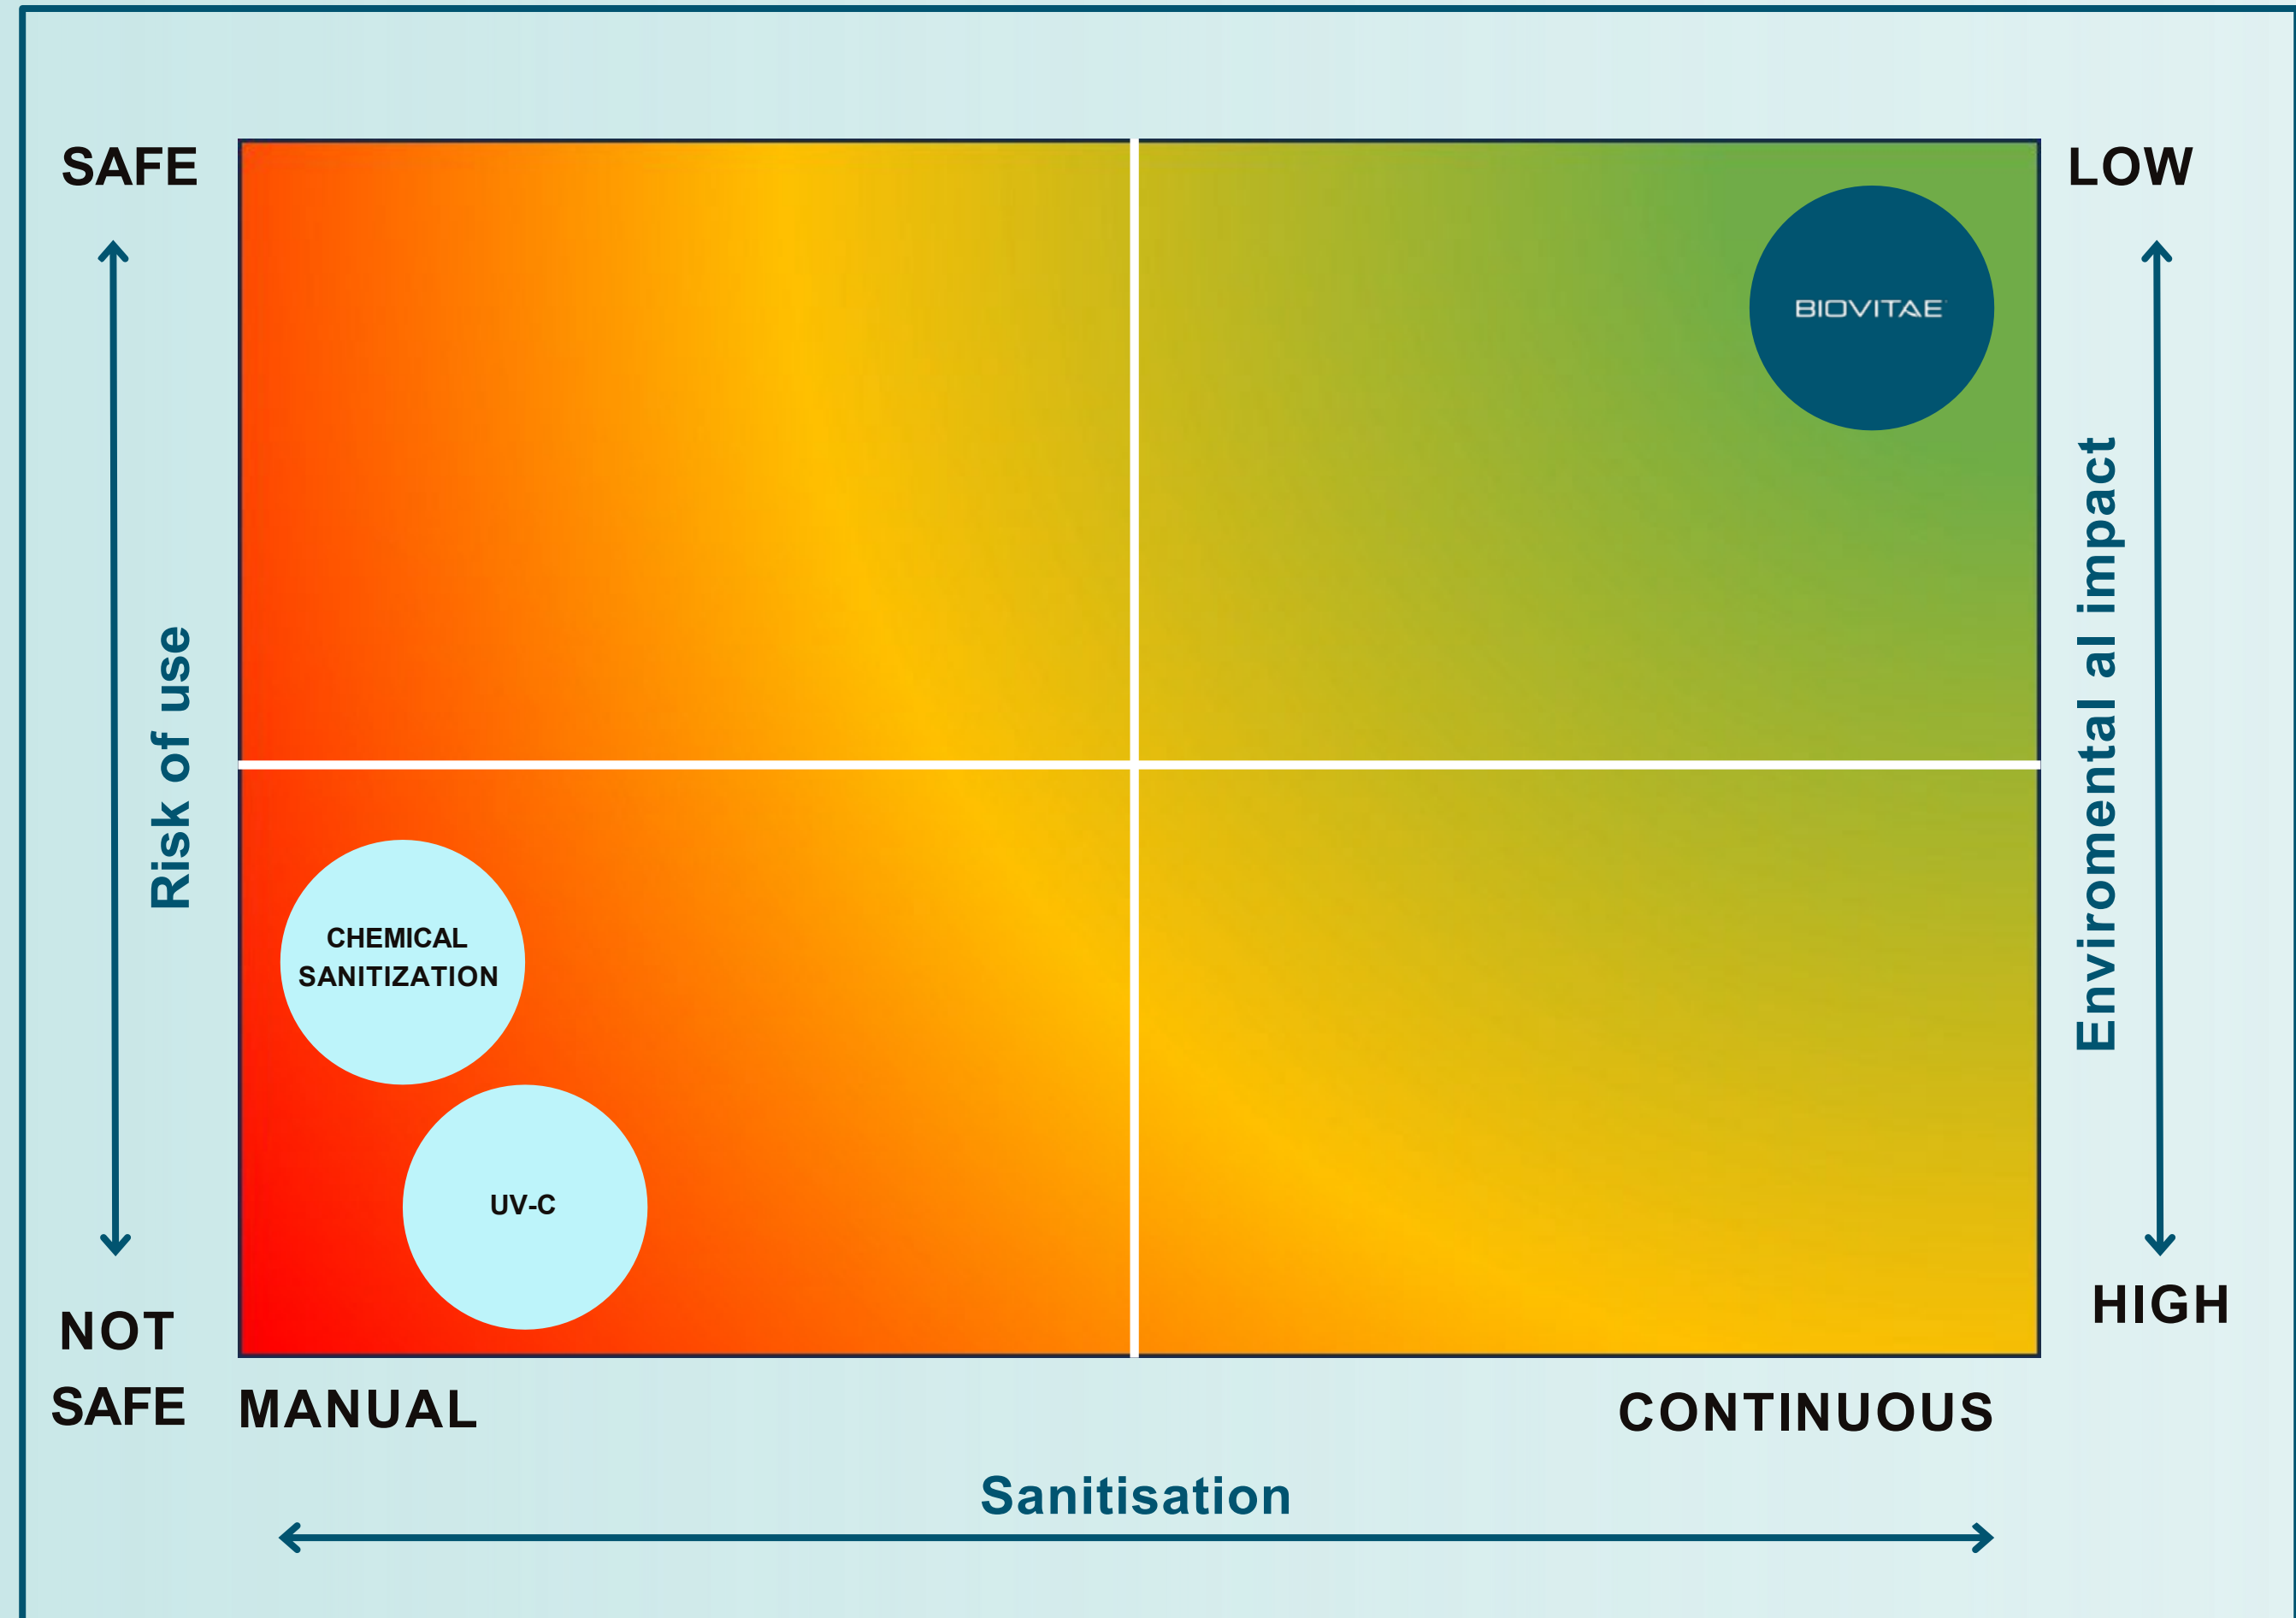 SAFE
LOW
BIOVITAE
Risk of use
Enviromental al impact
CHEMICAL
SANITIZATION
UV-C
NOT
SAFE
HIGH
MANUAL
CONTINUOUS
Sanitisation